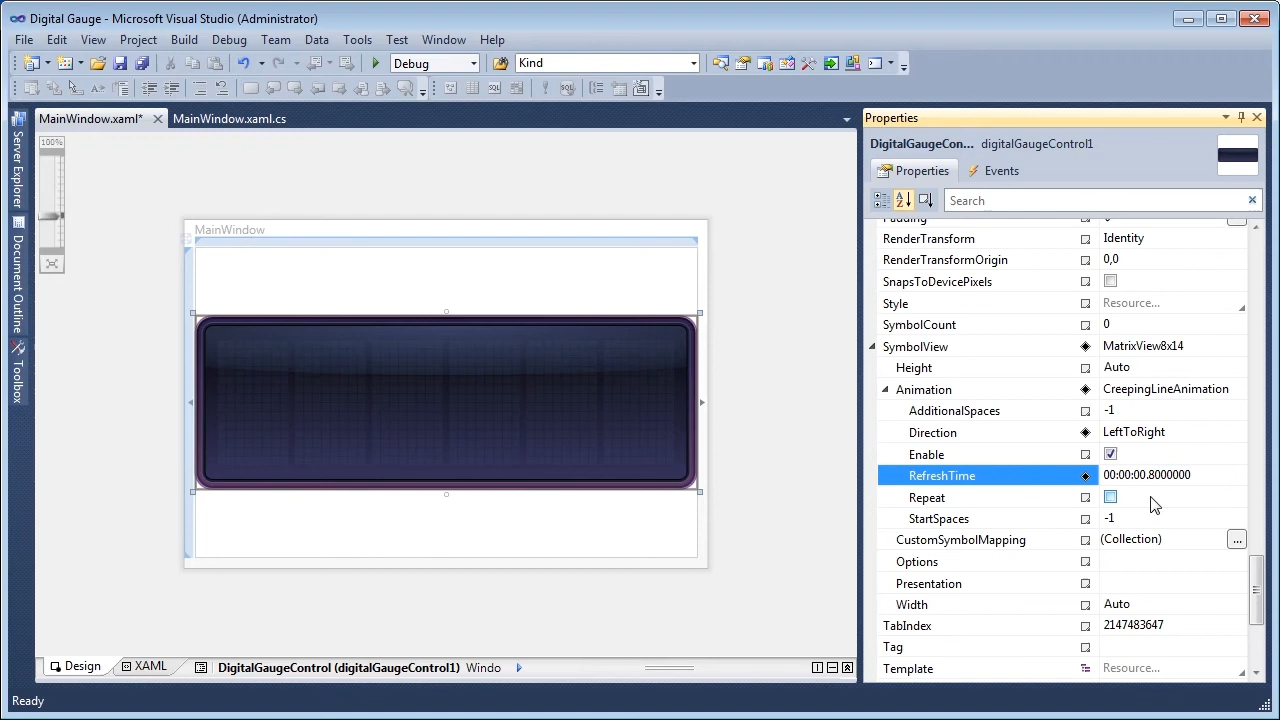 Digital Gauge - Microsoft Visual Studio (Administrator)
File Edit View Project Build Debug Team Data Tools Test Window Help
Debug Kind
MainWindow.xaml* MainWindow.xaml.cs
Properties
DigitalGaugeCon... digitalGaugeControl1
Properties Events
Search
100%
Server Explorer
Document Outline
Toolbox
MainWindow
Padding 0
RenderTransform Identity
RenderTransformOrigin 0,0
SnapsToDevicePixels
Style Resource...
SymbolCount 0
SymbolView MatrixView8x14
Height Auto
Animation CreepingLineAnimation
AdditionalSpaces -1
Direction LeftToRight
Enable
RefreshTime 00:00:00.8000000
Repeat
StartSpaces -1
CustomSymbolMapping (Collection) ...
Options
Presentation
Width Auto
TabIndex 2147483647
Tag
Template Resource...
Design XAML DigitalGaugeControl (digitalGaugeControl1) Windo
Ready